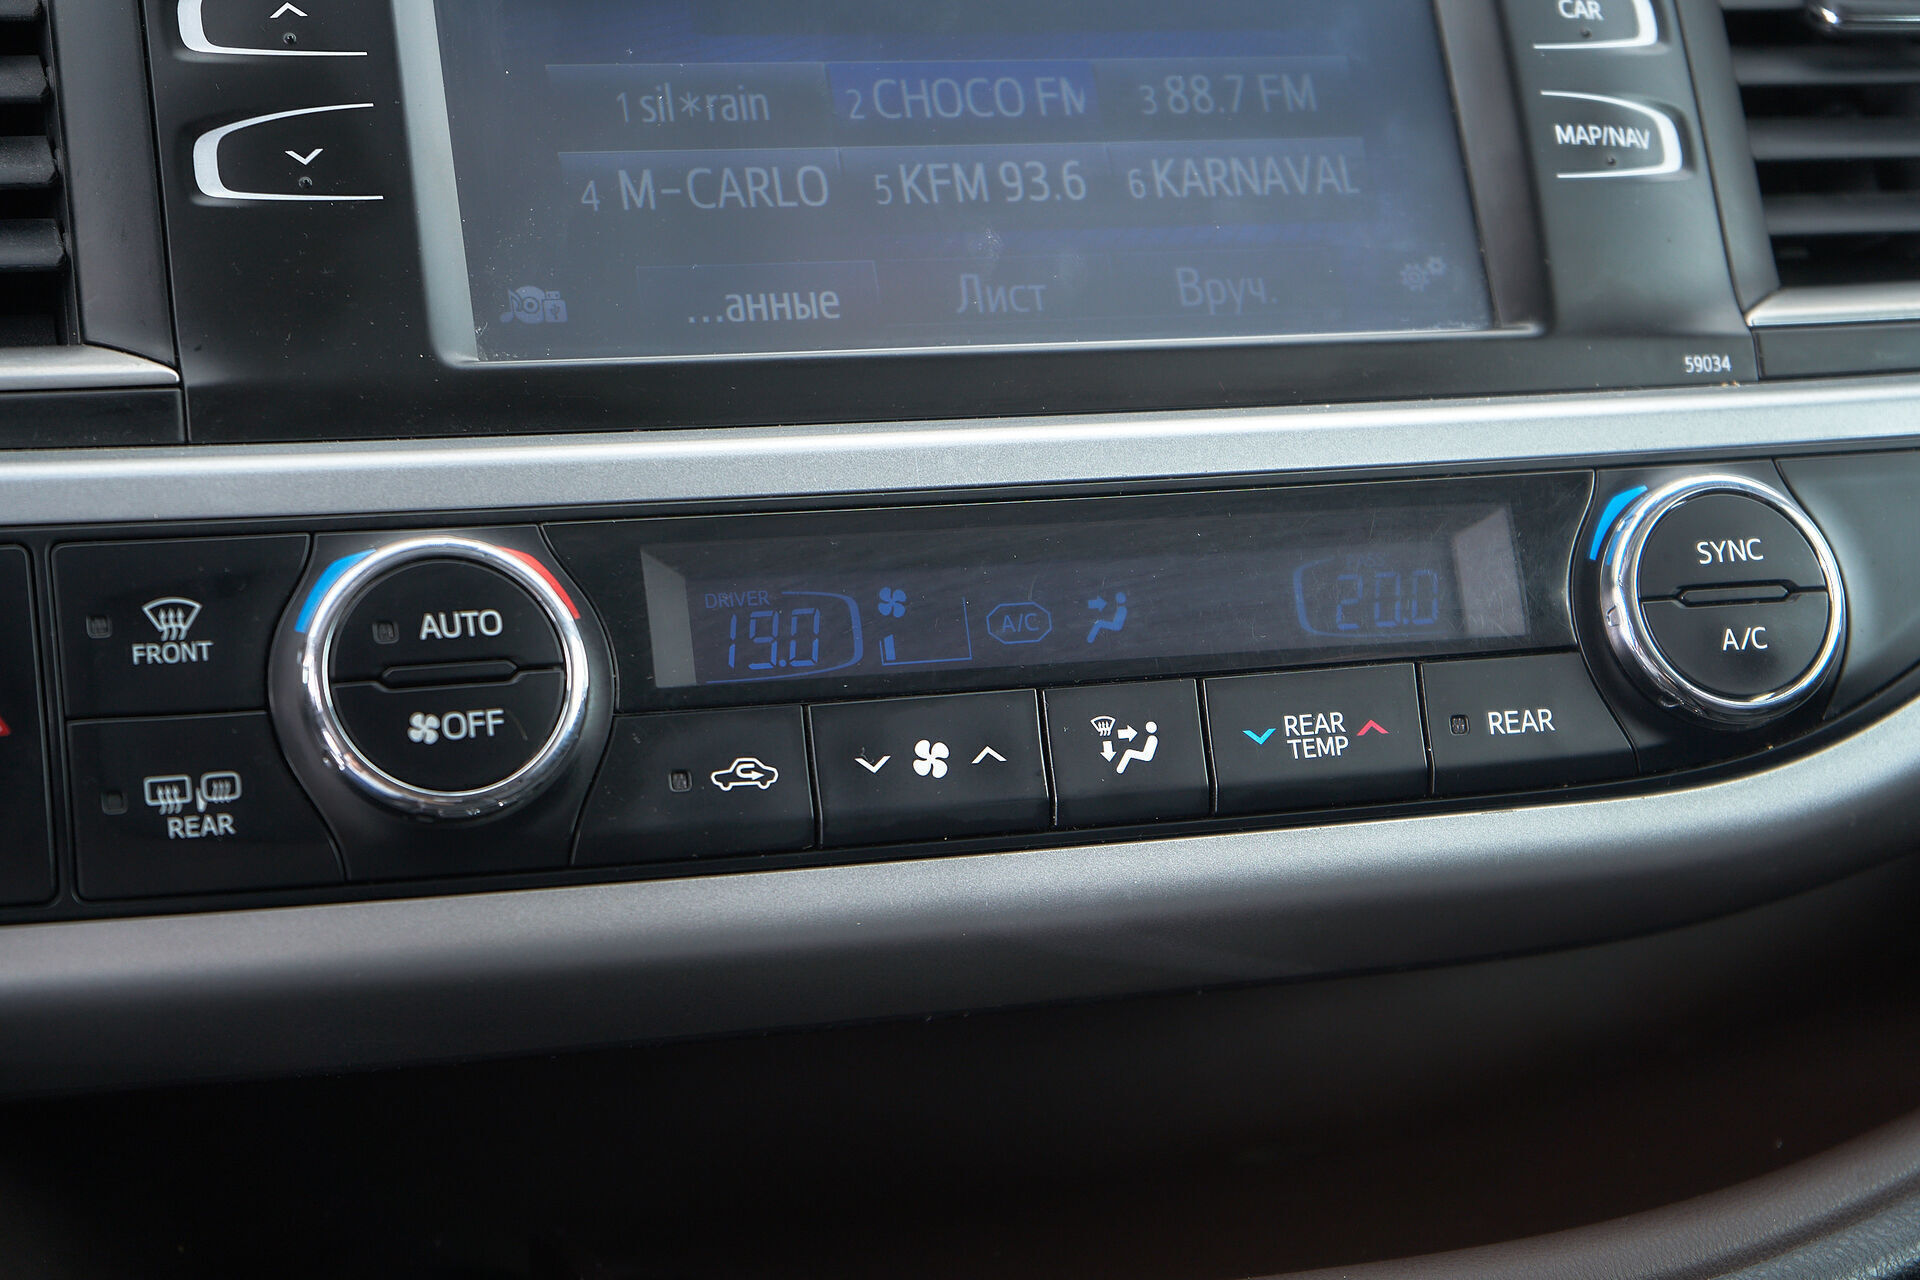 CAR
1 sil*rain 2 CHOCO FM 3 88.7 FM
MAP/NAV
4 M-CARLO 5 KFM 93.6 6 KARNAVAL
...анные Лист Вруч.
59034
FRONT
AUTO
OFF
REAR
DRIVER
19.0
A/C
20.0
SYNC
A/C
REAR
TEMP
REAR